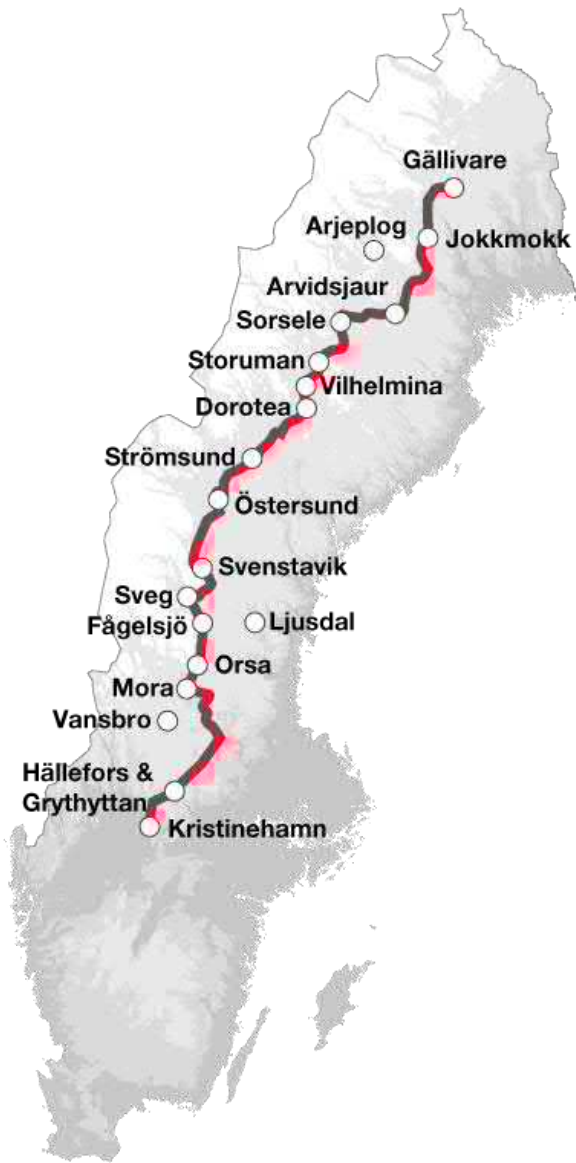 Gällivare
Arjeplog
Jokkmokk
Arvidsjaur
Sorsele
Storuman
Vilhelmina
Dorotea
Strömsund
Östersund
Svenstavik
Sveg
Fågelsjö
Ljusdal
Orsa
Mora
Vansbro
Hällefors &
Grythyttan
Kristinehamn